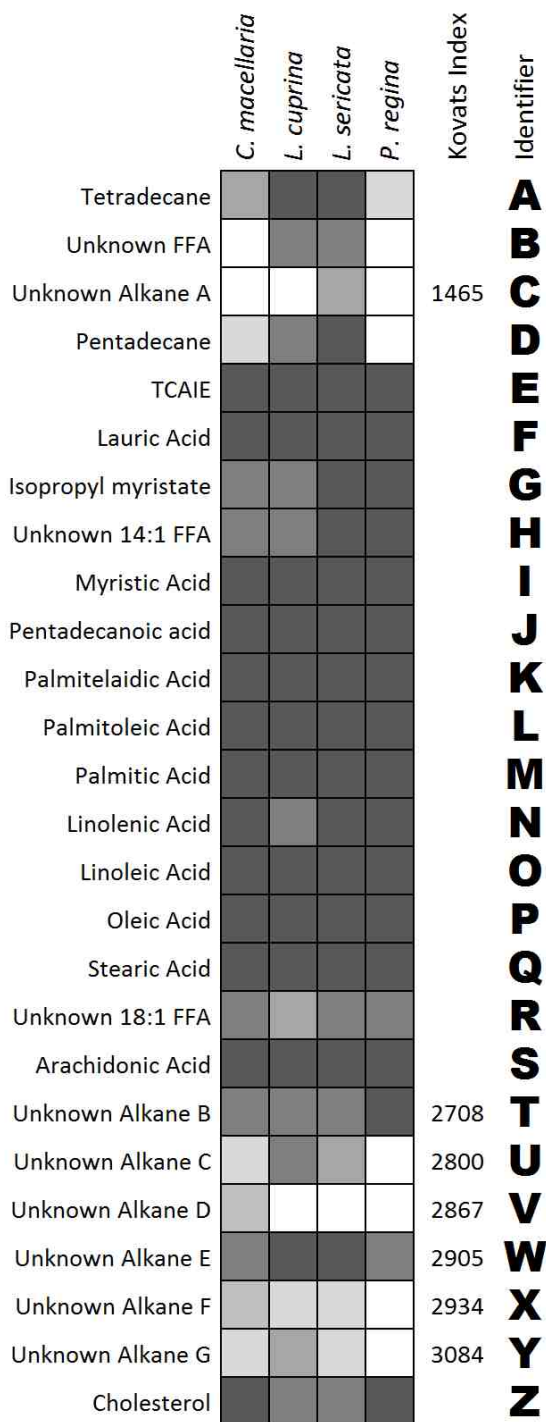 C. macellaria L. cuprina L. sericata P. regina Kovats Index Identifier
Tetradecane A
Unknown FFA B
Unknown Alkane A 1465 C
Pentadecane D
TCAIE E
Lauric Acid F
Isopropyl myristate G
Unknown 14:1 FFA H
Myristic Acid I
Pentadecanoic acid J
Palmitelaidic Acid K
Palmitoleic Acid L
Palmitic Acid M
Linolenic Acid N
Linoleic Acid O
Oleic Acid P
Stearic Acid Q
Unknown 18:1 FFA R
Arachidonic Acid S
Unknown Alkane B 2708 T
Unknown Alkane C 2800 U
Unknown Alkane D 2867 V
Unknown Alkane E 2905 W
Unknown Alkane F 2934 X
Unknown Alkane G 3084 Y
Cholesterol Z